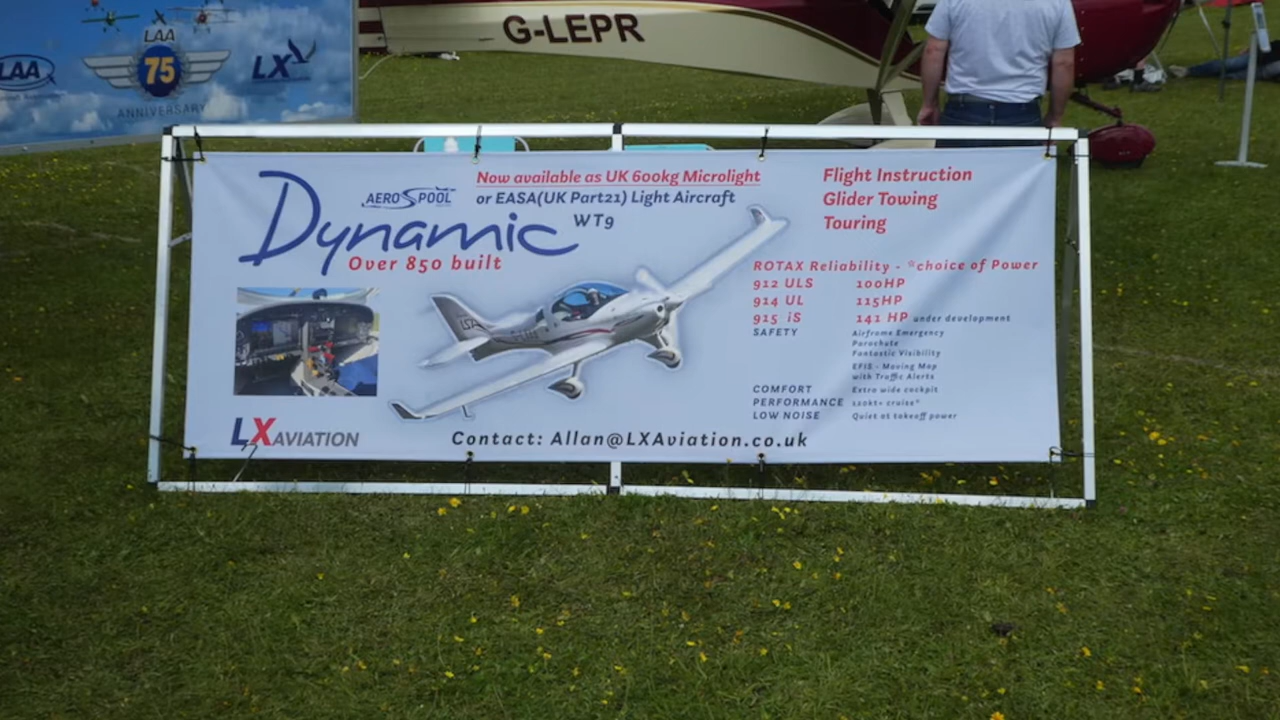 G-LEPR
LAA
LAA
75
ANNIVERSARY
LX
Now available as UK 600kg Microlight
or EASA(UK Part21) Light Aircraft
AEROSPOOL
Dynamic WT9
Over 850 built
Flight Instruction
Glider Towing
Touring
ROTAX Reliability - *choice of Power
912 ULS 100HP
914 UL 115HP
915 iS 141 HP under development
SAFETY Airframe Emergency
Parachute
Fantastic Visibility
EFIS - Moving Map
with Traffic Alerts
COMFORT Extra wide cockpit
PERFORMANCE 120kt+ cruise*
LOW NOISE Quiet at takeoff power
LX AVIATION
Contact: Allan@LXAviation.co.uk